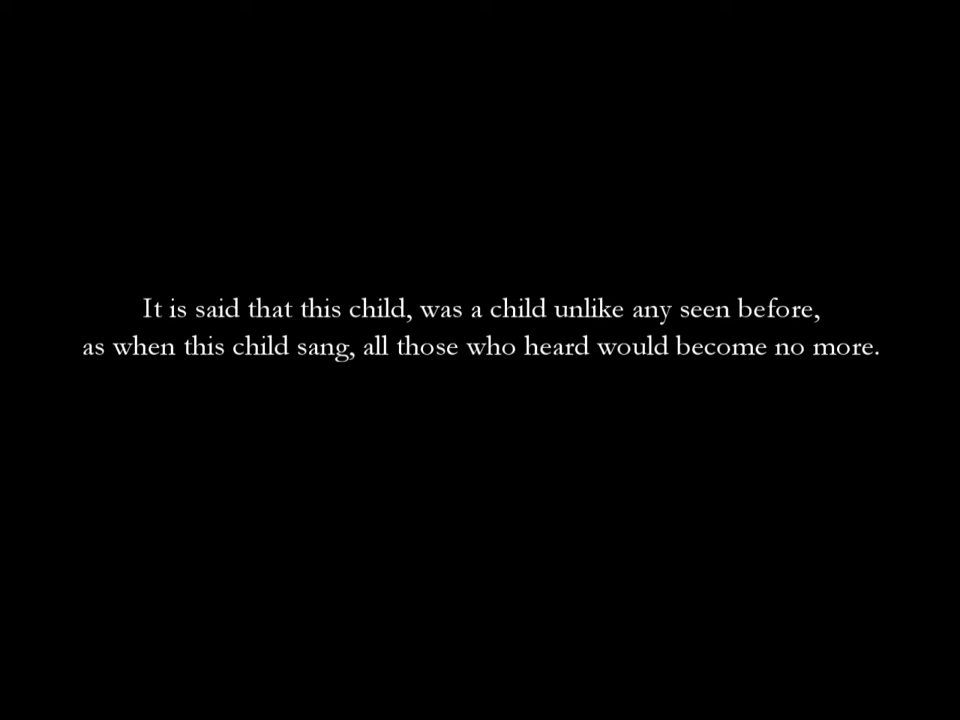 It is said that this child, was a child unlike any seen before,
as when this child sang, all those who heard would become no more.